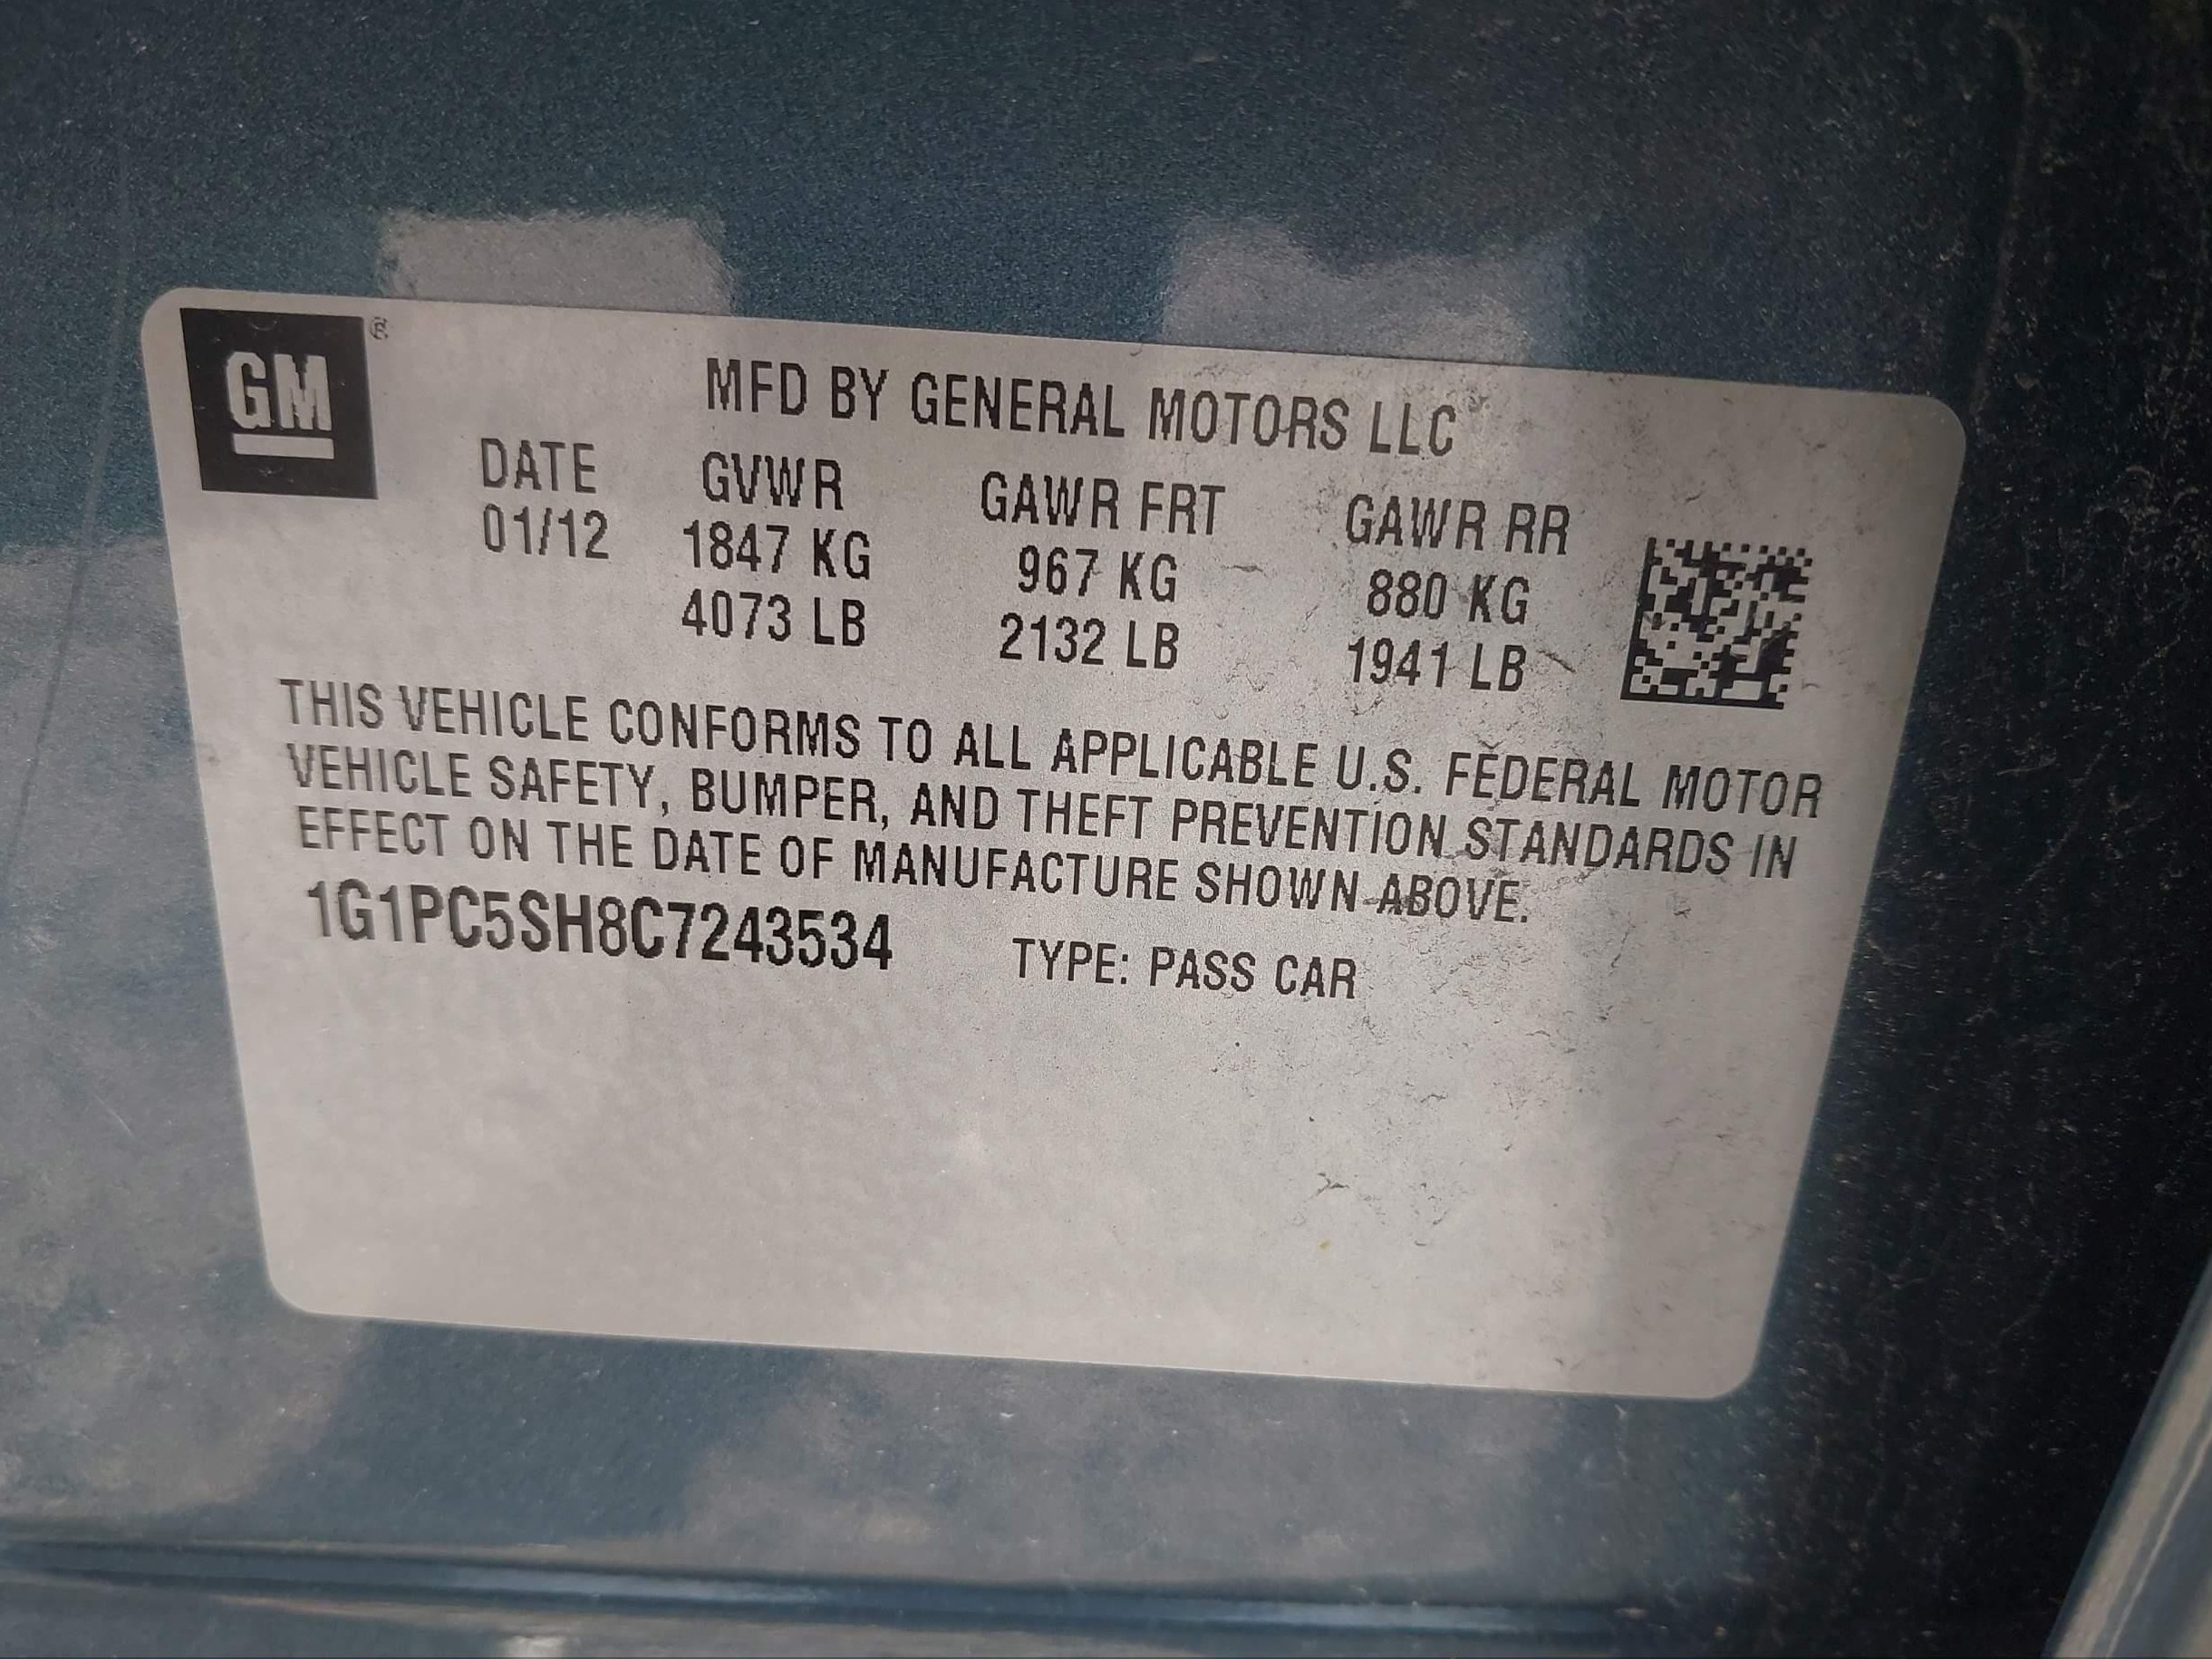 GM ®
MFD BY GENERAL MOTORS LLC
DATE GVWR GAWR FRT GAWR RR
01/12 1847 KG 967 KG 880 KG
4073 LB 2132 LB 1941 LB
THIS VEHICLE CONFORMS TO ALL APPLICABLE U.S. FEDERAL MOTOR
VEHICLE SAFETY, BUMPER, AND THEFT PREVENTION STANDARDS IN
EFFECT ON THE DATE OF MANUFACTURE SHOWN ABOVE.
1G1PC5SH8C7243534 TYPE: PASS CAR